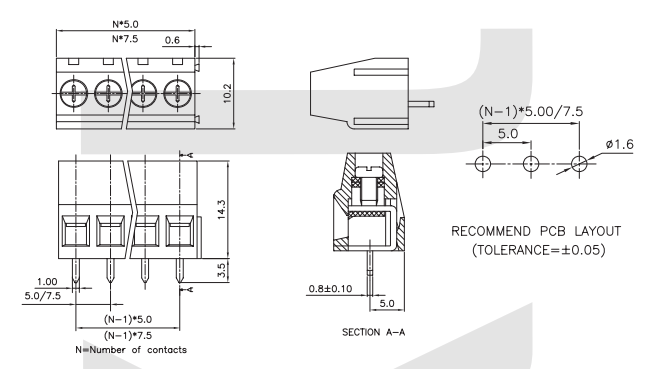 N*5.0
N*7.5
0.6
10.2
(N-1)*5.00/7.5
5.0
ø1.6
A
14.3
RECOMMEND PCB LAYOUT
(TOLERANCE=±0.05)
3.5
1.00
5.0/7.5
A
0.8±0.10
5.0
(N-1)*5.0
(N-1)*7.5
N=Number of contacts
SECTION A-A